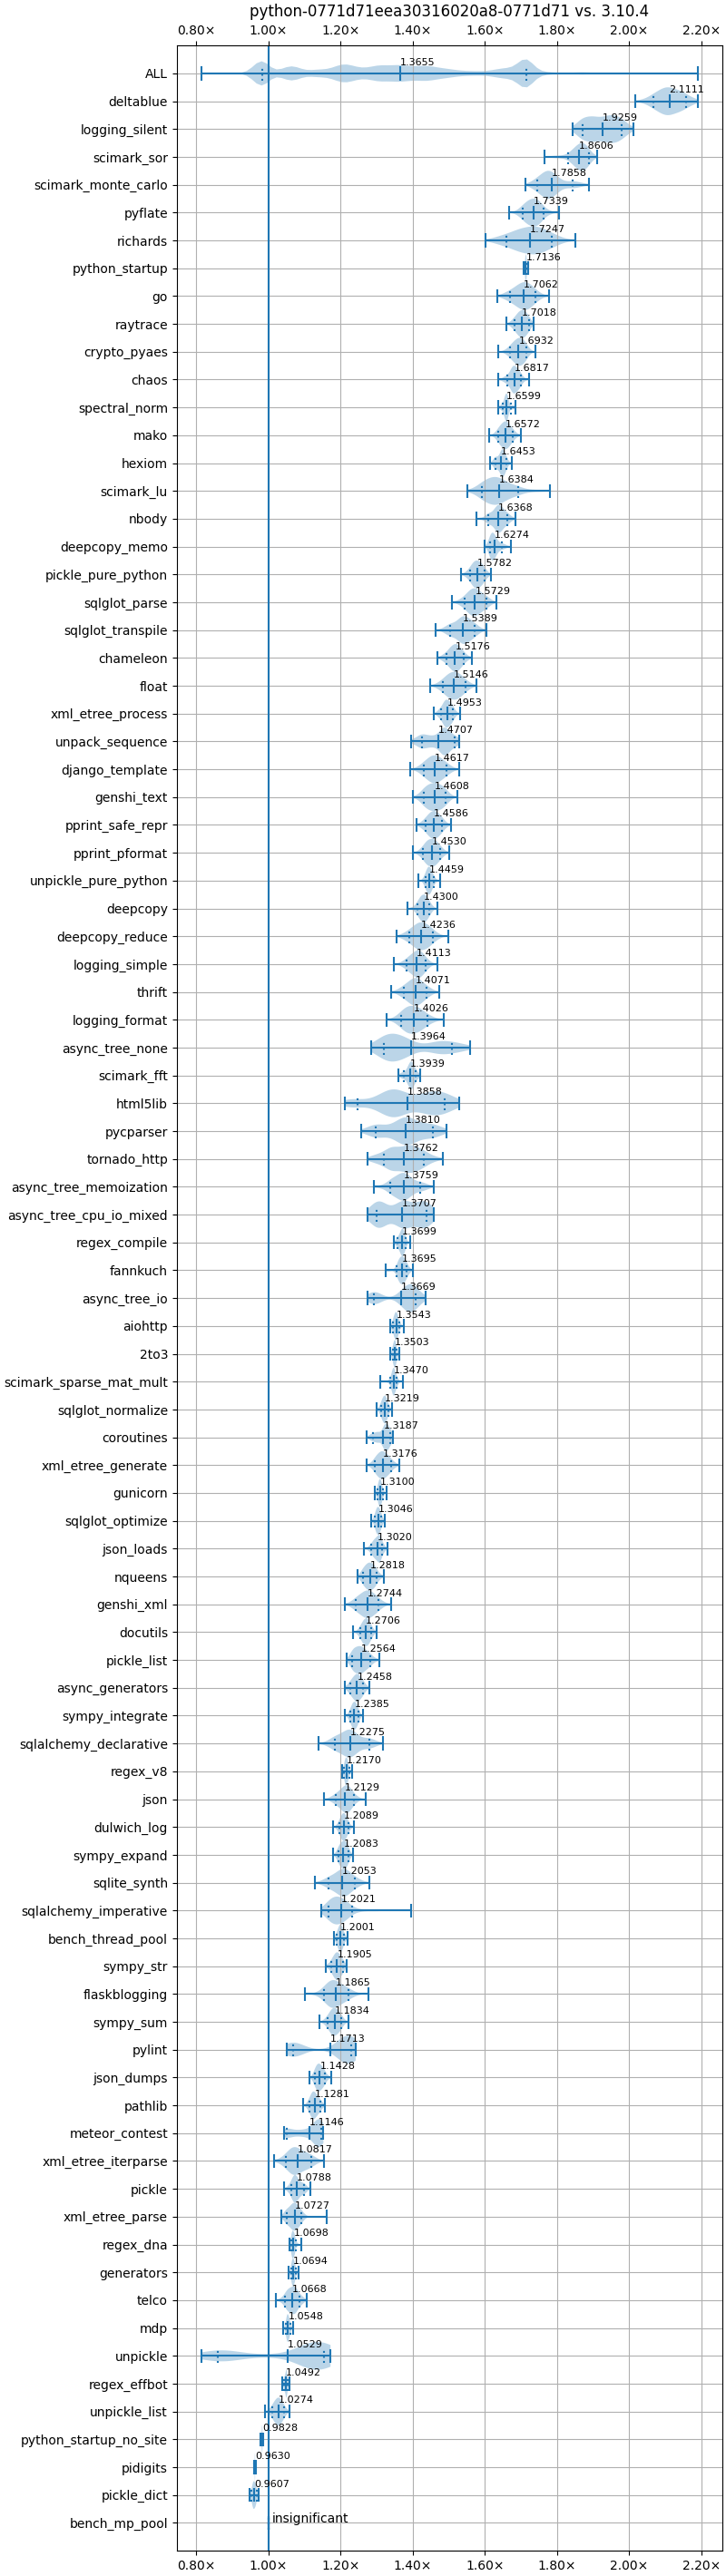 python-0771d71eea30316020a8-0771d71 vs. 3.10.4
0.80× 1.00× 1.20× 1.40× 1.60× 1.80× 2.00× 2.20×
ALL 1.3655
deltablue 2.1111
logging_silent 1.9259
scimark_sor 1.8606
scimark_monte_carlo 1.7858
pyflate 1.7339
richards 1.7247
python_startup 1.7136
go 1.7062
raytrace 1.7018
crypto_pyaes 1.6932
chaos 1.6817
spectral_norm 1.6599
mako 1.6572
hexiom 1.6453
scimark_lu 1.6384
nbody 1.6368
deepcopy_memo 1.6274
pickle_pure_python 1.5782
sqlglot_parse 1.5729
sqlglot_transpile 1.5389
chameleon 1.5176
float 1.5146
xml_etree_process 1.4953
unpack_sequence 1.4707
django_template 1.4617
genshi_text 1.4608
pprint_safe_repr 1.4586
pprint_pformat 1.4530
unpickle_pure_python 1.4459
deepcopy 1.4300
deepcopy_reduce 1.4236
logging_simple 1.4113
thrift 1.4071
logging_format 1.4026
async_tree_none 1.3964
scimark_fft 1.3939
html5lib 1.3858
pycparser 1.3810
tornado_http 1.3762
async_tree_memoization 1.3759
async_tree_cpu_io_mixed 1.3707
regex_compile 1.3699
fannkuch 1.3695
async_tree_io 1.3669
aiohttp 1.3543
2to3 1.3503
scimark_sparse_mat_mult 1.3470
sqlglot_normalize 1.3219
coroutines 1.3187
xml_etree_generate 1.3176
gunicorn 1.3100
sqlglot_optimize 1.3046
json_loads 1.3020
nqueens 1.2818
genshi_xml 1.2744
docutils 1.2706
pickle_list 1.2564
async_generators 1.2458
sympy_integrate 1.2385
sqlalchemy_declarative 1.2275
regex_v8 1.2170
json 1.2129
dulwich_log 1.2089
sympy_expand 1.2083
sqlite_synth 1.2053
sqlalchemy_imperative 1.2021
bench_thread_pool 1.2001
sympy_str 1.1905
flaskblogging 1.1865
sympy_sum 1.1834
pylint 1.1713
json_dumps 1.1428
pathlib 1.1281
meteor_contest 1.1146
xml_etree_iterparse 1.0817
pickle 1.0788
xml_etree_parse 1.0727
regex_dna 1.0698
generators 1.0694
telco 1.0668
mdp 1.0548
unpickle 1.0529
regex_effbot 1.0492
unpickle_list 1.0274
python_startup_no_site 0.9828
pidigits 0.9630
pickle_dict 0.9607
bench_mp_pool insignificant
0.80× 1.00× 1.20× 1.40× 1.60× 1.80× 2.00× 2.20×